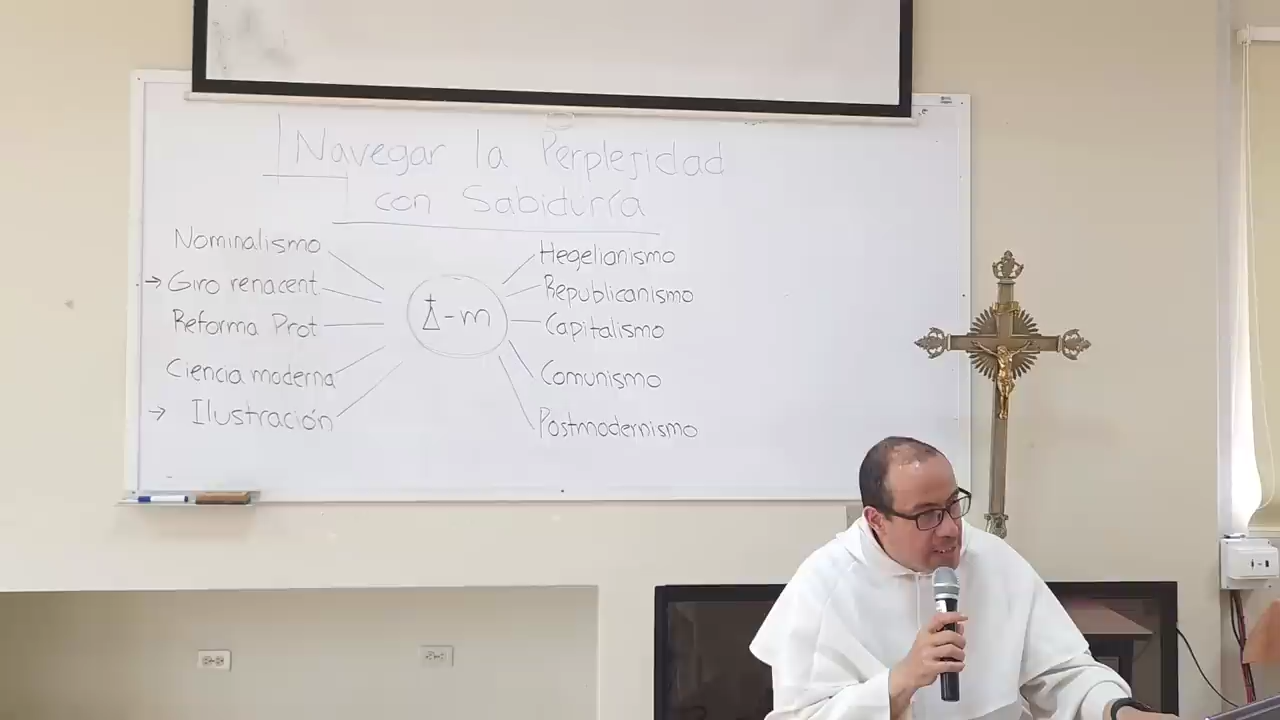 Navegar la Perplejidad
con Sabiduría
Nominalismo
→ Giro renacent.
Reforma Prot
Ciencia moderna
→ Ilustración
-m
Hegelianismo
Republicanismo
Capitalismo
Comunismo
Postmodernismo